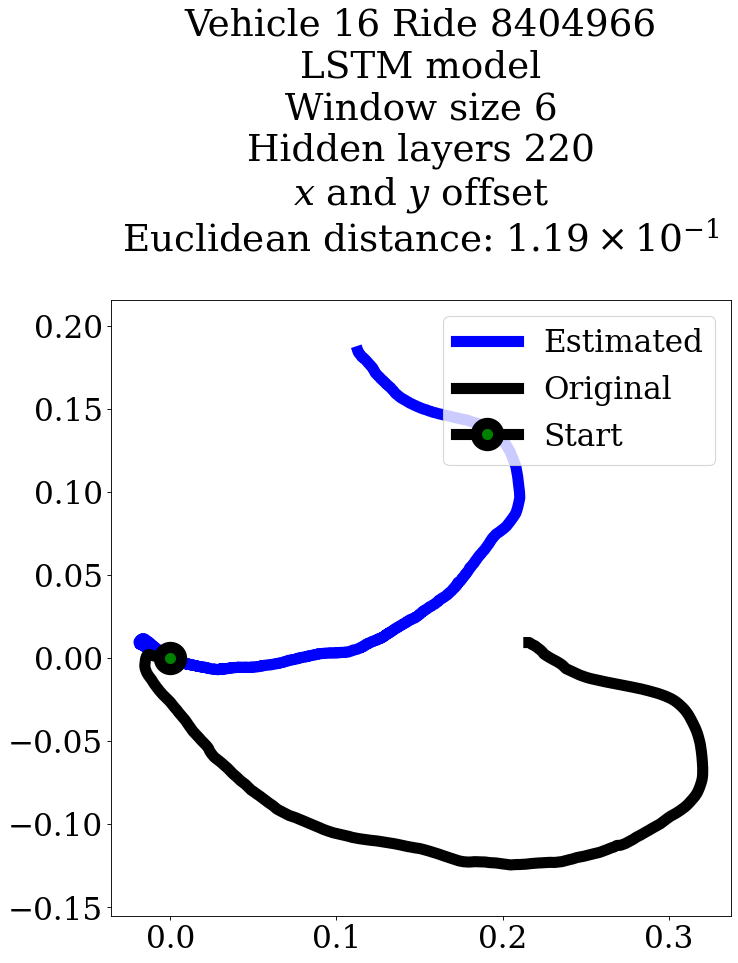 Vehicle 16 Ride 8404966
LSTM model
Window size 6
Hidden layers 220
x and y offset
Euclidean distance: 1.19 × 10⁻¹
Estimated
Original
Start
0.20
0.15
0.10
0.05
0.00
−0.05
−0.10
−0.15
0.0 0.1 0.2 0.3